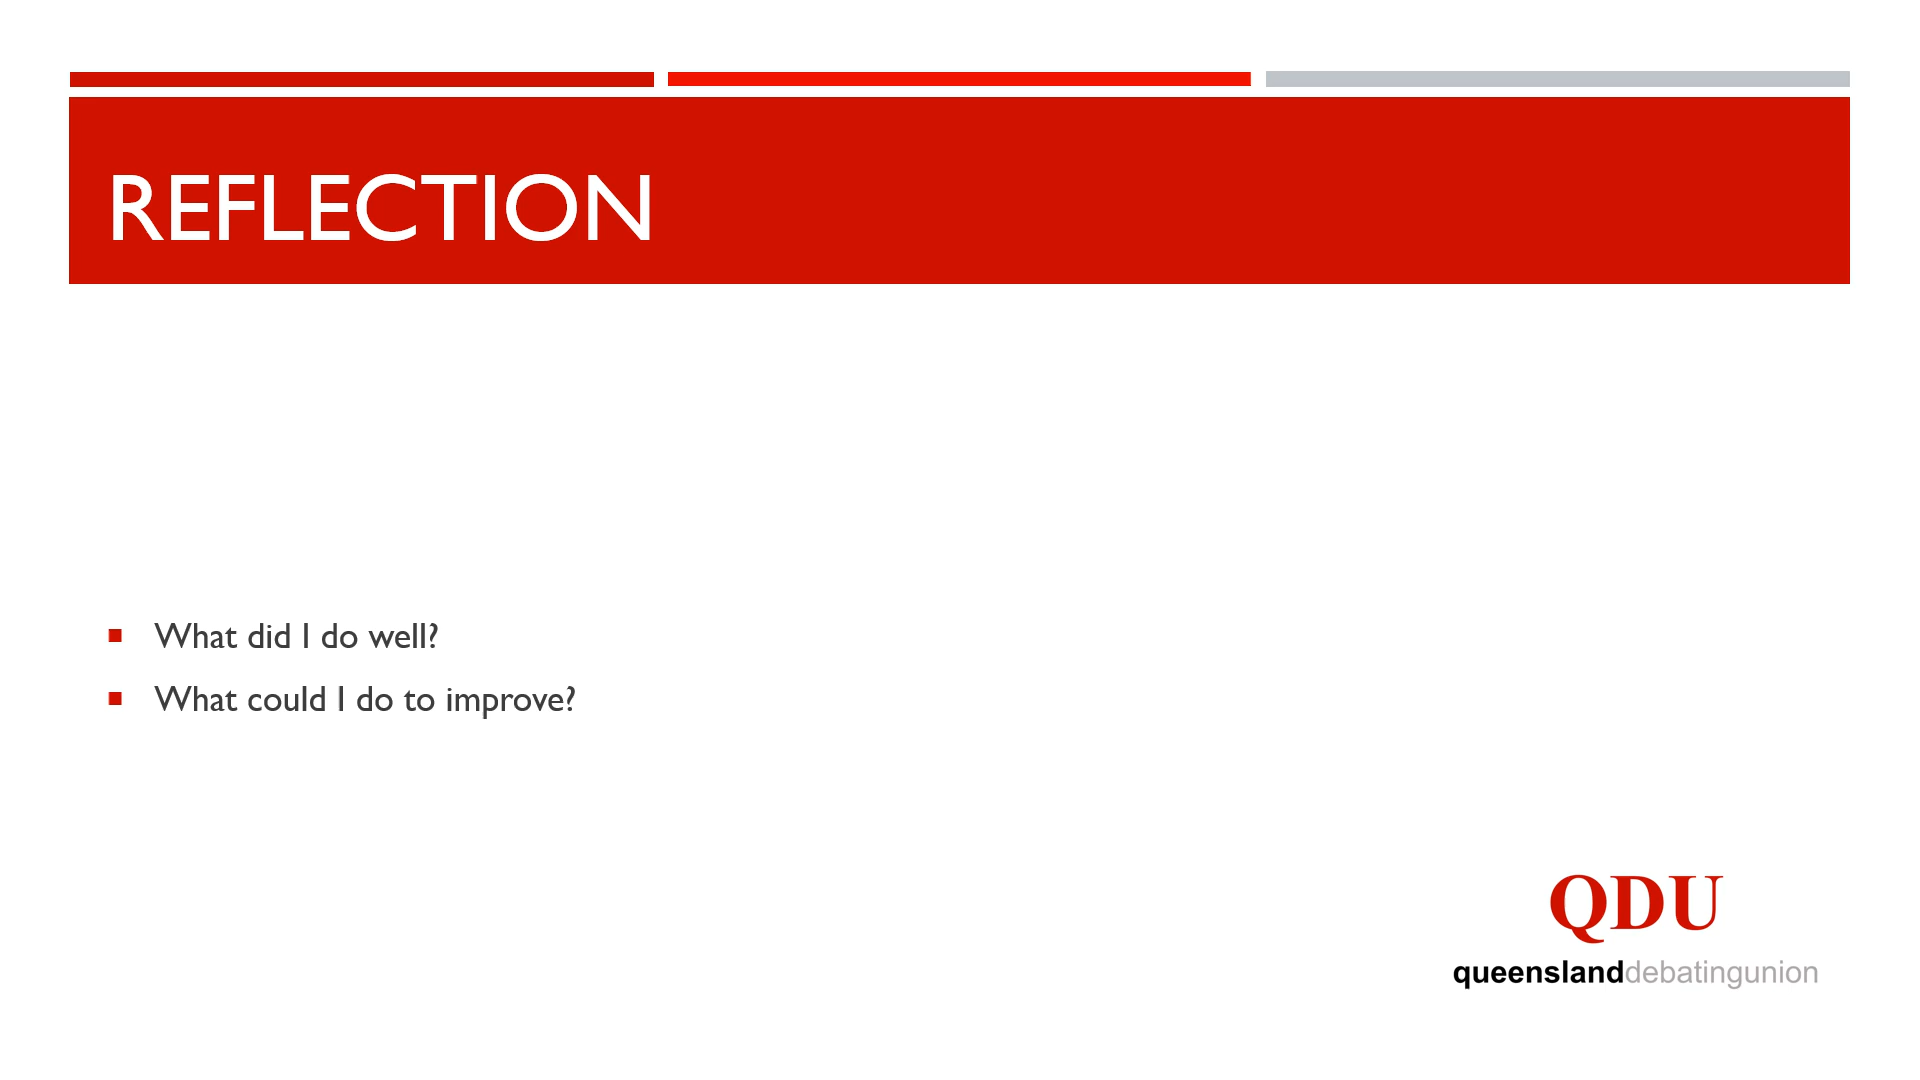 REFLECTION
What did I do well?
What could I do to improve?
QDU
queenslanddebatingunion